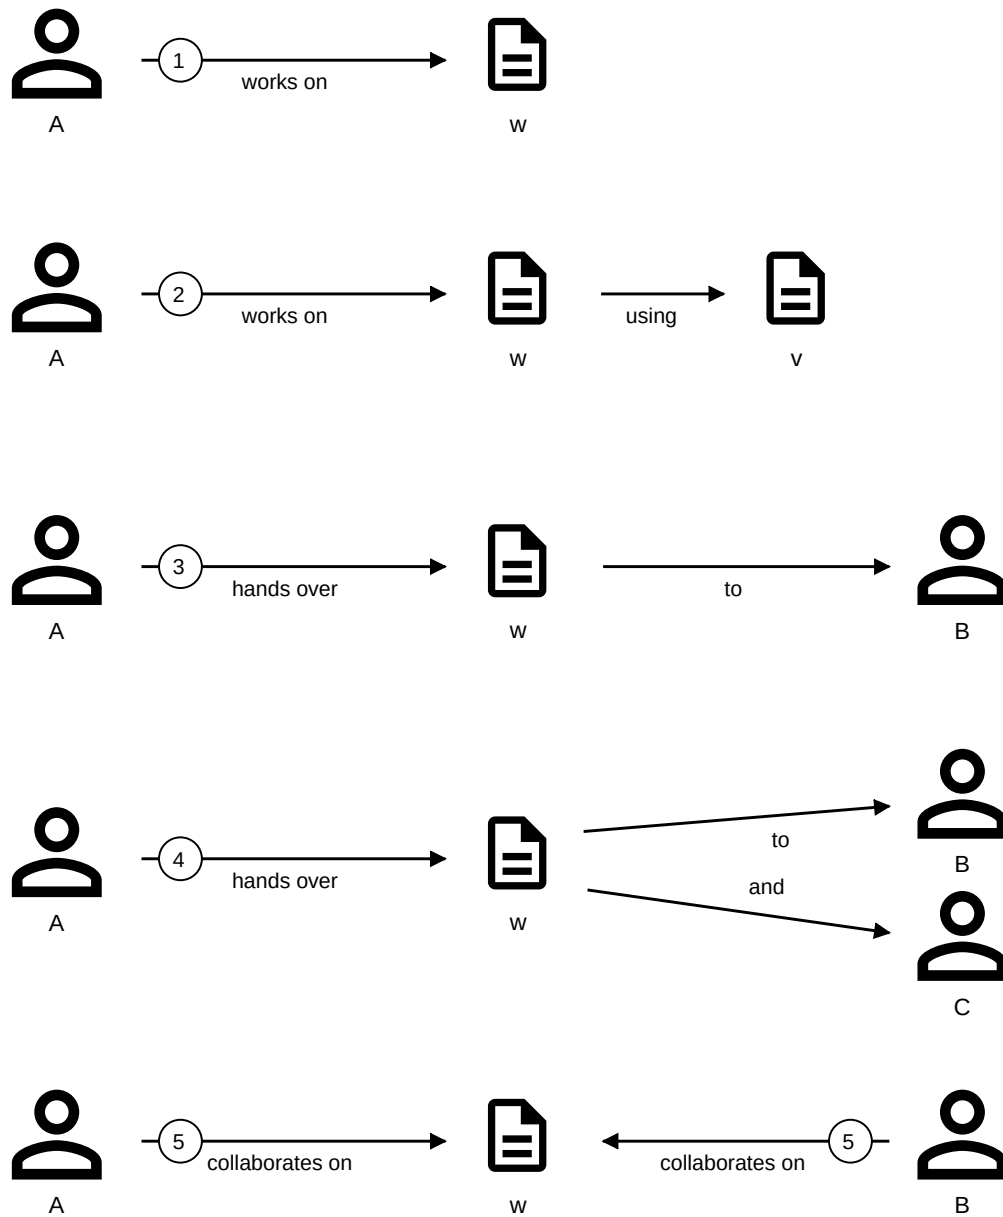 1
works on
A
w
2
works on
using
A
w
v
3
hands over
to
A
w
B
to
B
4
hands over
and
A
w
C
5
collaborates on
5
collaborates on
A
w
B